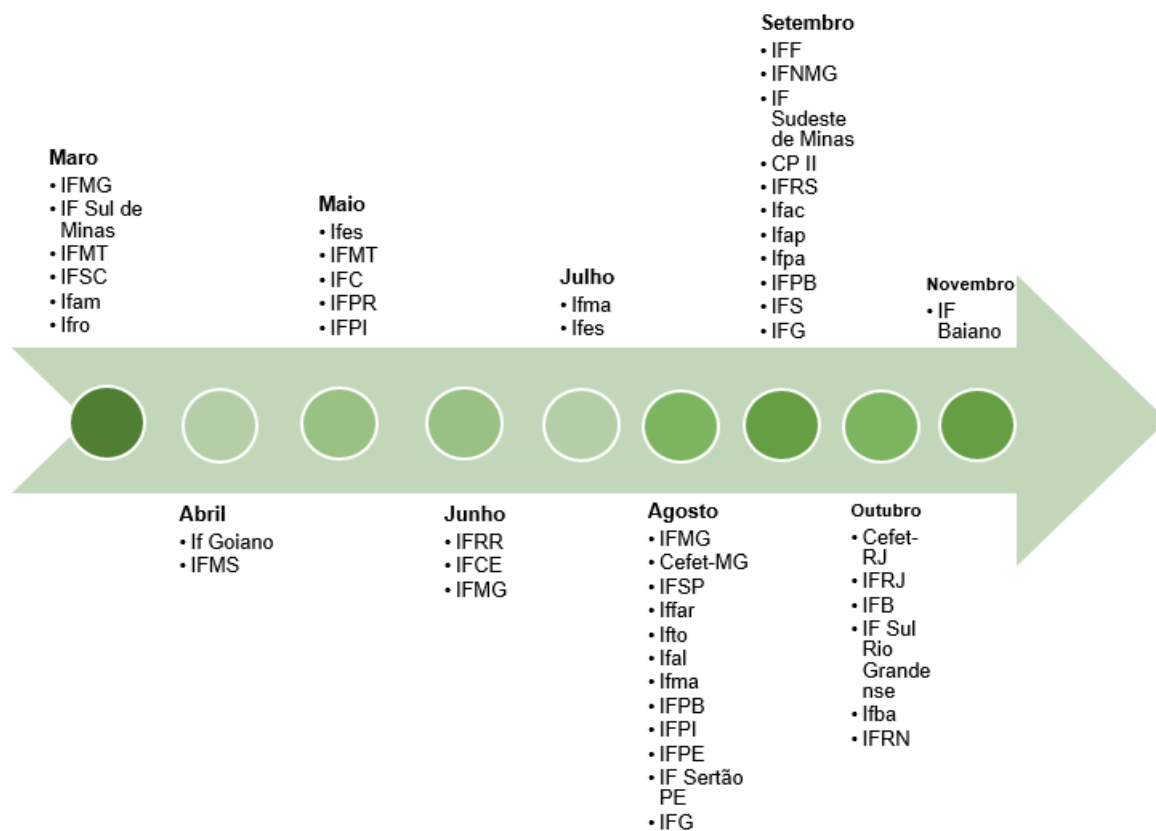 Maro
• IFMG
• IF Sul de
Minas
• IFMT
• IFSC
• Ifam
• Ifro
Abril
• If Goiano
• IFMS
Maio
• Ifes
• IFMT
• IFC
• IFPR
• IFPI
Junho
• IFRR
• IFCE
• IFMG
Julho
• Ifma
• Ifes
Agosto
• IFMG
• Cefet-MG
• IFSP
• Iffar
• Ifto
• Ifal
• Ifma
• IFPB
• IFPI
• IFPE
• IF Sertão
PE
• IFG
Setembro
• IFF
• IFNMG
• IF
Sudeste
de Minas
• CP II
• IFRS
• Ifac
• Ifap
• Ifpa
• IFPB
• IFS
• IFG
Outubro
• Cefet-
RJ
• IFRJ
• IFB
• IF Sul
Rio
Grande
nse
• Ifba
• IFRN
Novembro
• IF
Baiano